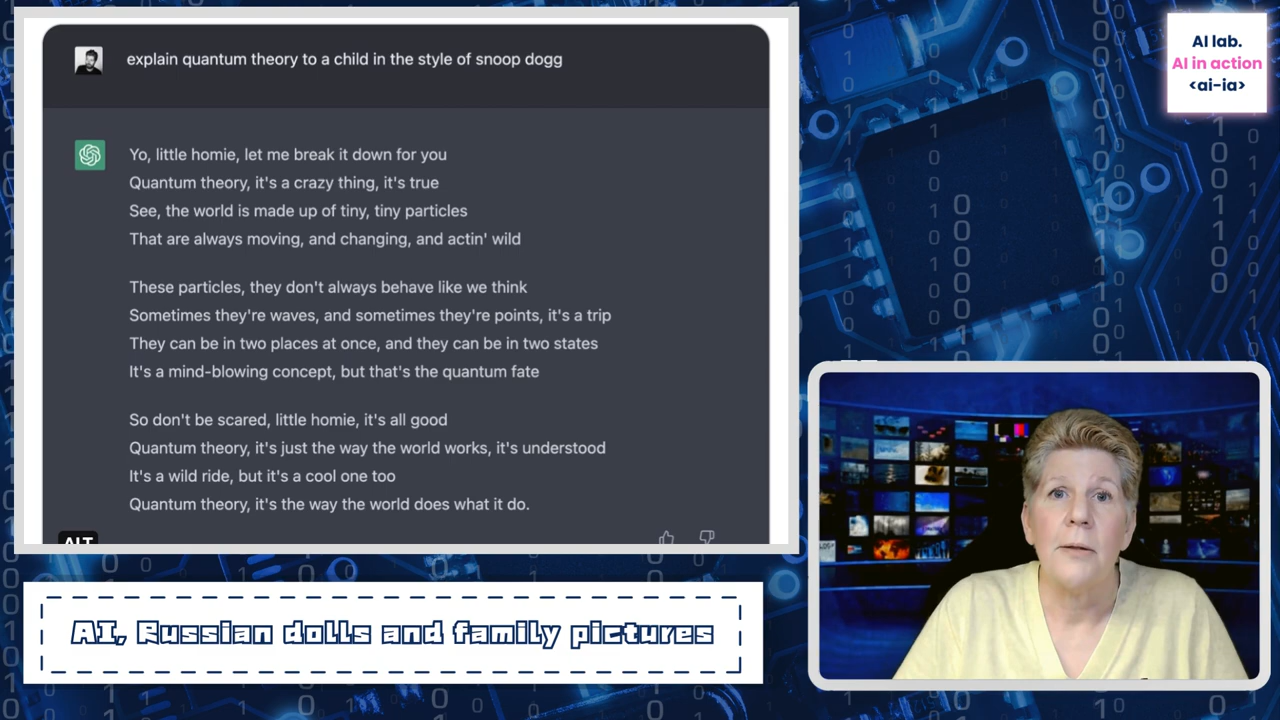 explain quantum theory to a child in the style of snoop dogg
Yo, little homie, let me break it down for you
Quantum theory, it's a crazy thing, it's true
See, the world is made up of tiny, tiny particles
That are always moving, and changing, and actin' wild
These particles, they don't always behave like we think
Sometimes they're waves, and sometimes they're points, it's a trip
They can be in two places at once, and they can be in two states
It's a mind-blowing concept, but that's the quantum fate
So don't be scared, little homie, it's all good
Quantum theory, it's just the way the world works, it's understood
It's a wild ride, but it's a cool one too
Quantum theory, it's the way the world does what it do.
ALT
AI lab.
AI in action
<ai-ia>
AI, Russian dolls and family pictures